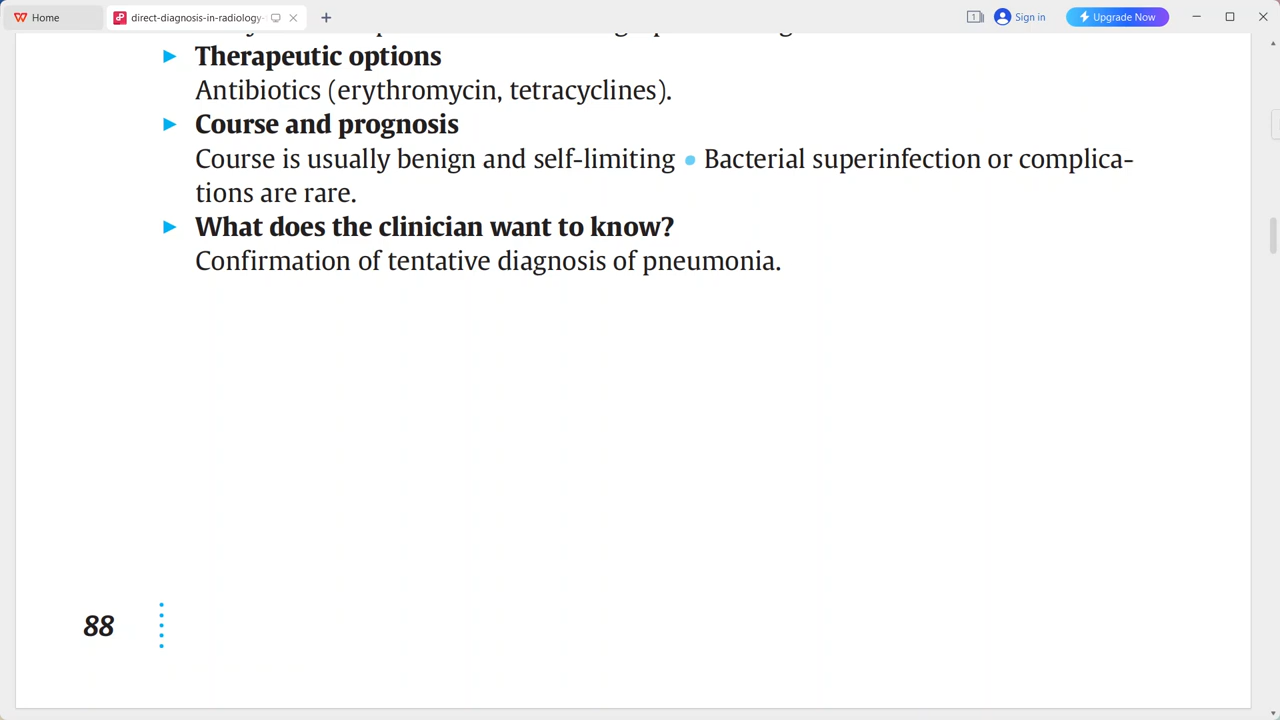 Home
direct-diagnosis-in-radiology-
1
Sign in
Upgrade Now
Therapeutic options
Antibiotics (erythromycin, tetracyclines).
Course and prognosis
Course is usually benign and self-limiting • Bacterial superinfection or complica-
tions are rare.
What does the clinician want to know?
Confirmation of tentative diagnosis of pneumonia.
88